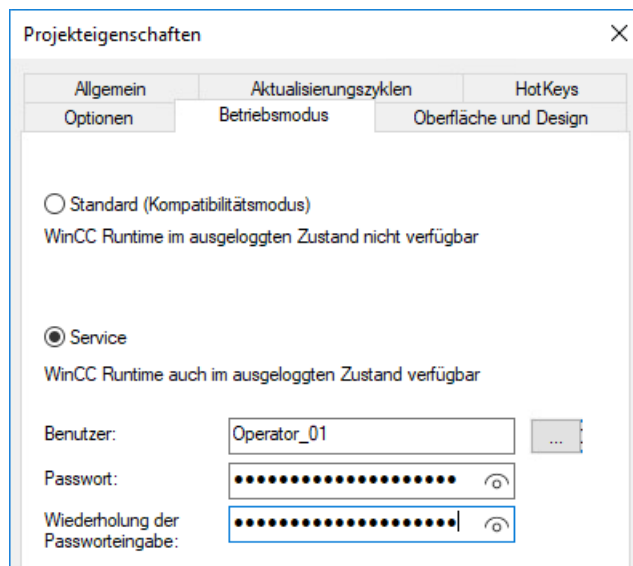 Projekteigenschaften
Allgemein Aktualisierungszyklen HotKeys
Optionen Betriebsmodus Oberfläche und Design
Standard (Kompatibilitätsmodus)
WinCC Runtime im ausgeloggten Zustand nicht verfügbar
Service
WinCC Runtime auch im ausgeloggten Zustand verfügbar
Benutzer: Operator_01 ...
Passwort: ••••••••••••••••••••
Wiederholung der
Passworteingabe: ••••••••••••••••••••